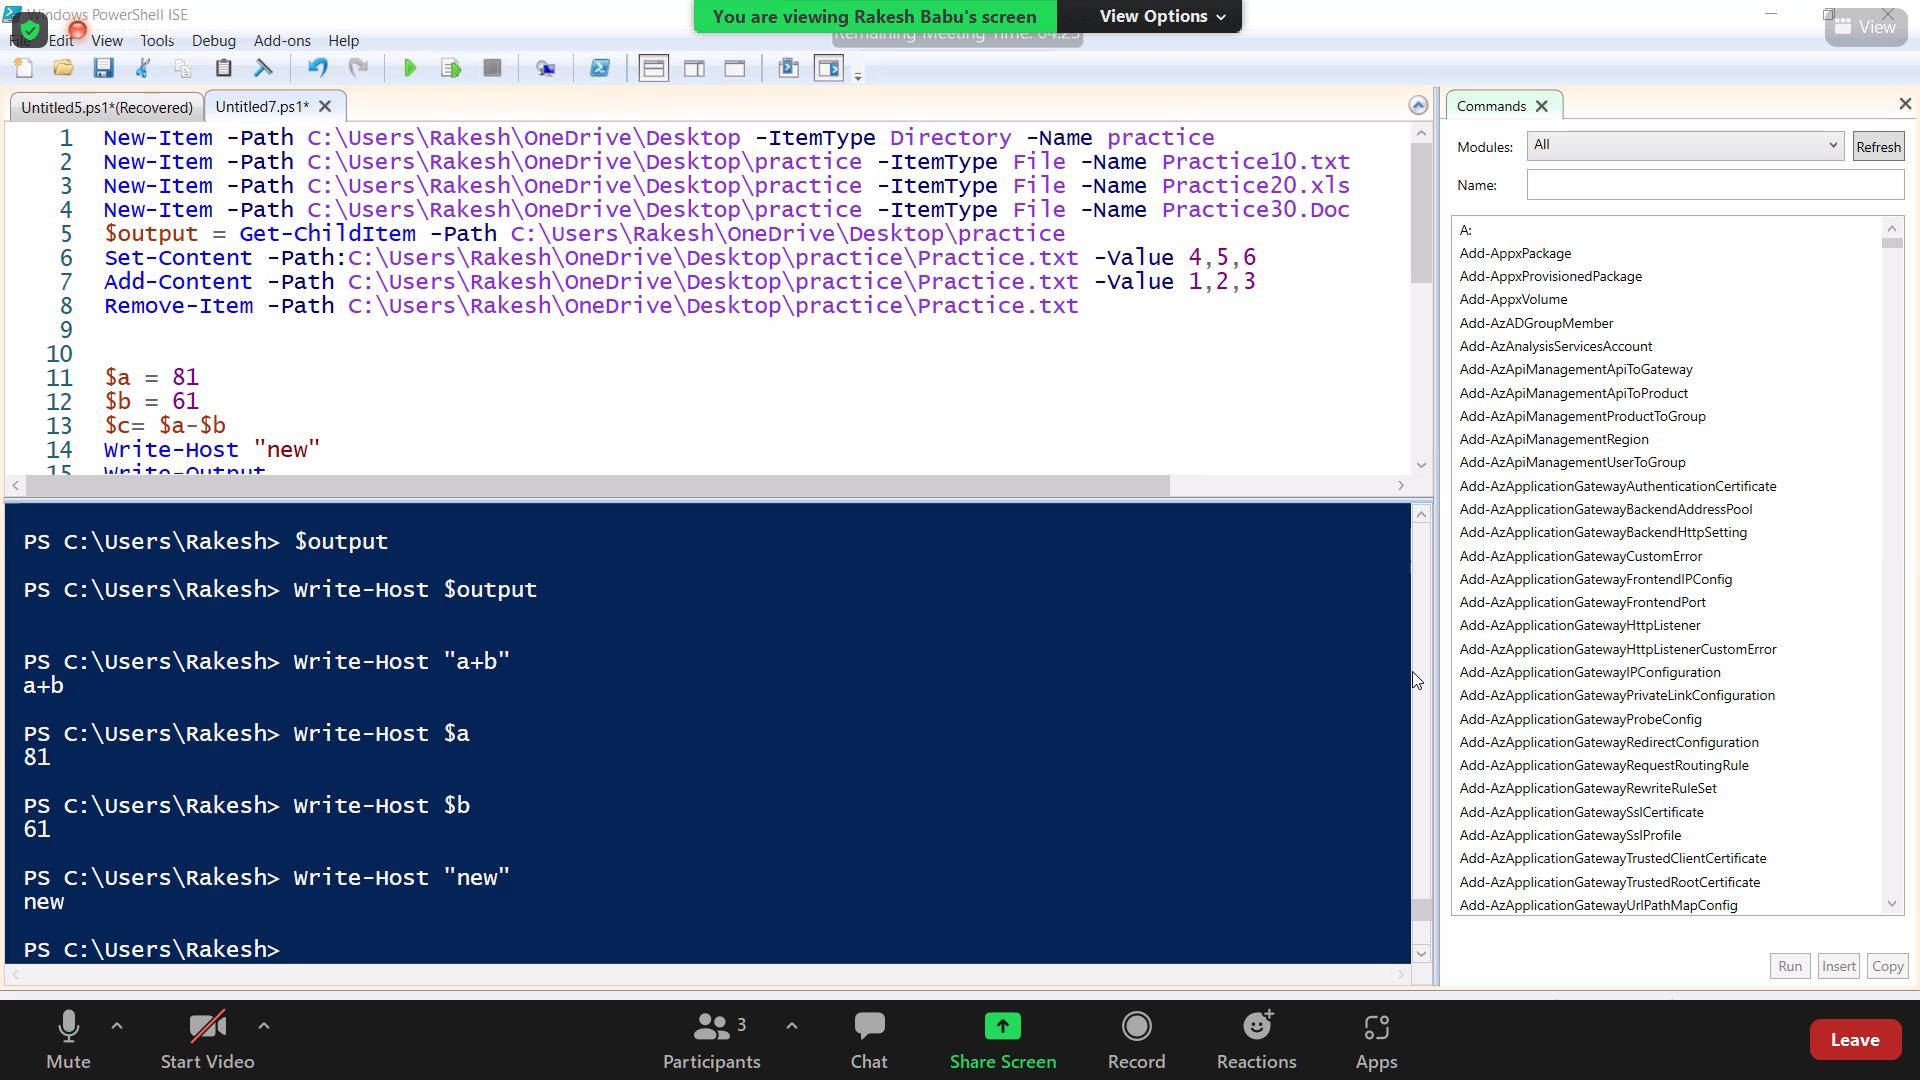 Windows PowerShell ISE
You are viewing Rakesh Babu's screen
View Options
View
File Edit View Tools Debug Add-ons Help
Remaining Meeting Time: 04:23
Untitled5.ps1*(Recovered)
Untitled7.ps1*
1 New-Item -Path C:\Users\Rakesh\OneDrive\Desktop -ItemType Directory -Name practice
2 New-Item -Path C:\Users\Rakesh\OneDrive\Desktop\practice -ItemType File -Name Practice10.txt
3 New-Item -Path C:\Users\Rakesh\OneDrive\Desktop\practice -ItemType File -Name Practice20.xls
4 New-Item -Path C:\Users\Rakesh\OneDrive\Desktop\practice -ItemType File -Name Practice30.Doc
5 $output = Get-ChildItem -Path C:\Users\Rakesh\OneDrive\Desktop\practice
6 Set-Content -Path:C:\Users\Rakesh\OneDrive\Desktop\practice\Practice.txt -Value 4,5,6
7 Add-Content -Path C:\Users\Rakesh\OneDrive\Desktop\practice\Practice.txt -Value 1,2,3
8 Remove-Item -Path C:\Users\Rakesh\OneDrive\Desktop\practice\Practice.txt
9
10
11 $a = 81
12 $b = 61
13 $c= $a-$b
14 Write-Host "new"
15 Write-Output
PS C:\Users\Rakesh> $output
PS C:\Users\Rakesh> Write-Host $output
PS C:\Users\Rakesh> Write-Host "a+b"
a+b
PS C:\Users\Rakesh> Write-Host $a
81
PS C:\Users\Rakesh> Write-Host $b
61
PS C:\Users\Rakesh> Write-Host "new"
new
PS C:\Users\Rakesh>
Commands
Modules: All Refresh
Name:
A:
Add-AppxPackage
Add-AppxProvisionedPackage
Add-AppxVolume
Add-AzADGroupMember
Add-AzAnalysisServicesAccount
Add-AzApiManagementApiToGateway
Add-AzApiManagementApiToProduct
Add-AzApiManagementProductToGroup
Add-AzApiManagementRegion
Add-AzApiManagementUserToGroup
Add-AzApplicationGatewayAuthenticationCertificate
Add-AzApplicationGatewayBackendAddressPool
Add-AzApplicationGatewayBackendHttpSetting
Add-AzApplicationGatewayCustomError
Add-AzApplicationGatewayFrontendIPConfig
Add-AzApplicationGatewayFrontendPort
Add-AzApplicationGatewayHttpListener
Add-AzApplicationGatewayHttpListenerCustomError
Add-AzApplicationGatewayIPConfiguration
Add-AzApplicationGatewayPrivateLinkConfiguration
Add-AzApplicationGatewayProbeConfig
Add-AzApplicationGatewayRedirectConfiguration
Add-AzApplicationGatewayRequestRoutingRule
Add-AzApplicationGatewayRewriteRuleSet
Add-AzApplicationGatewaySslCertificate
Add-AzApplicationGatewaySslProfile
Add-AzApplicationGatewayTrustedClientCertificate
Add-AzApplicationGatewayTrustedRootCertificate
Add-AzApplicationGatewayUrlPathMapConfig
Run Insert Copy
Mute
Start Video
Participants 3
Chat
Share Screen
Record
Reactions
Apps
Leave